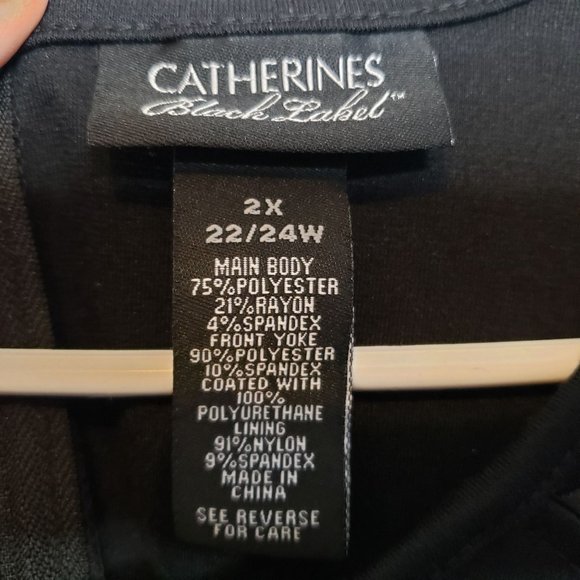 CATHERINES
Black Label™
2X
22/24W
MAIN BODY
75%POLYESTER
21%RAYON
4%SPANDEX
FRONT YOKE
90%POLYESTER
10%SPANDEX
COATED WITH
100%
POLYURETHANE
LINING
91%NYLON
9%SPANDEX
MADE IN
CHINA
SEE REVERSE
FOR CARE